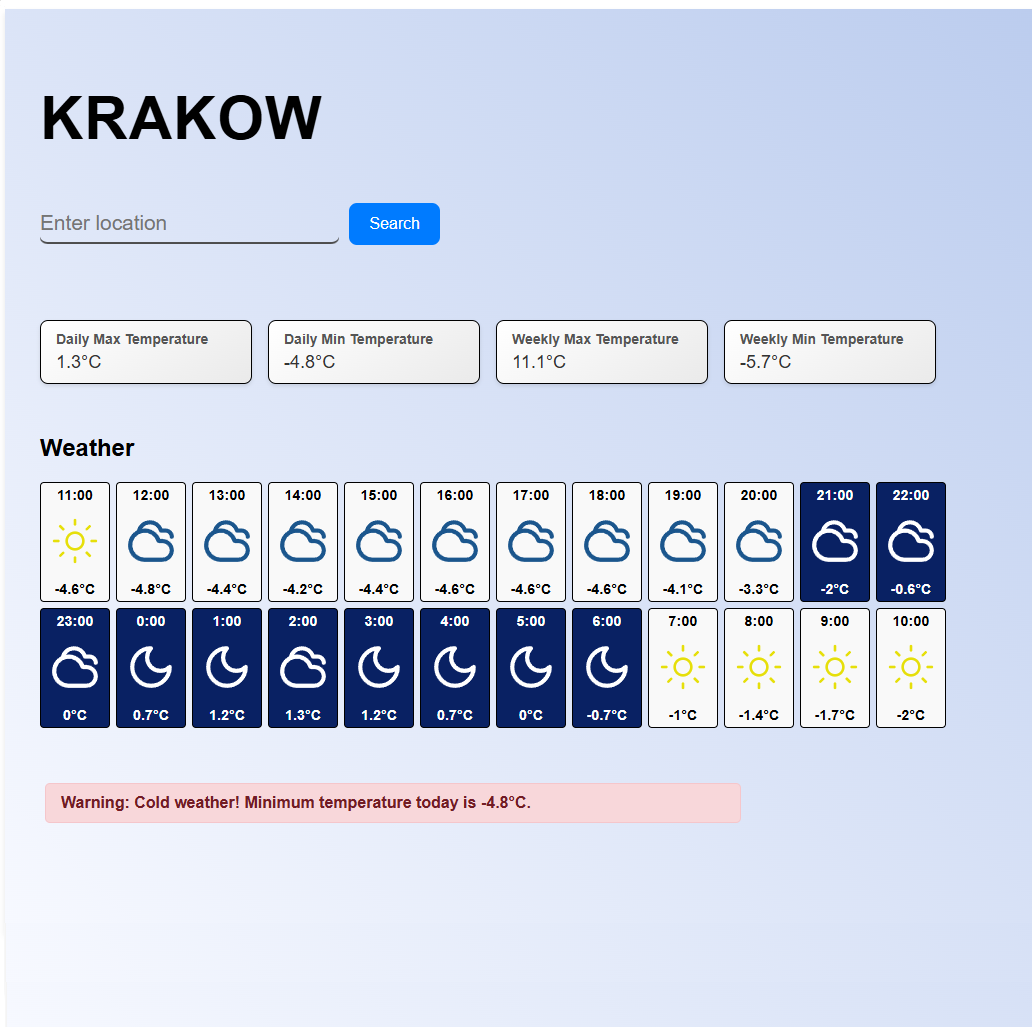 KRAKOW
Enter location
Search
Daily Max Temperature
1.3°C
Daily Min Temperature
-4.8°C
Weekly Max Temperature
11.1°C
Weekly Min Temperature
-5.7°C
Weather
11:00 12:00 13:00 14:00 15:00 16:00 17:00 18:00 19:00 20:00 21:00 22:00
-4.6°C -4.8°C -4.4°C -4.2°C -4.4°C -4.6°C -4.6°C -4.6°C -4.1°C -3.3°C -2°C -0.6°C
23:00 0:00 1:00 2:00 3:00 4:00 5:00 6:00 7:00 8:00 9:00 10:00
0°C 0.7°C 1.2°C 1.3°C 1.2°C 0.7°C 0°C -0.7°C -1°C -1.4°C -1.7°C -2°C
Warning: Cold weather! Minimum temperature today is -4.8°C.